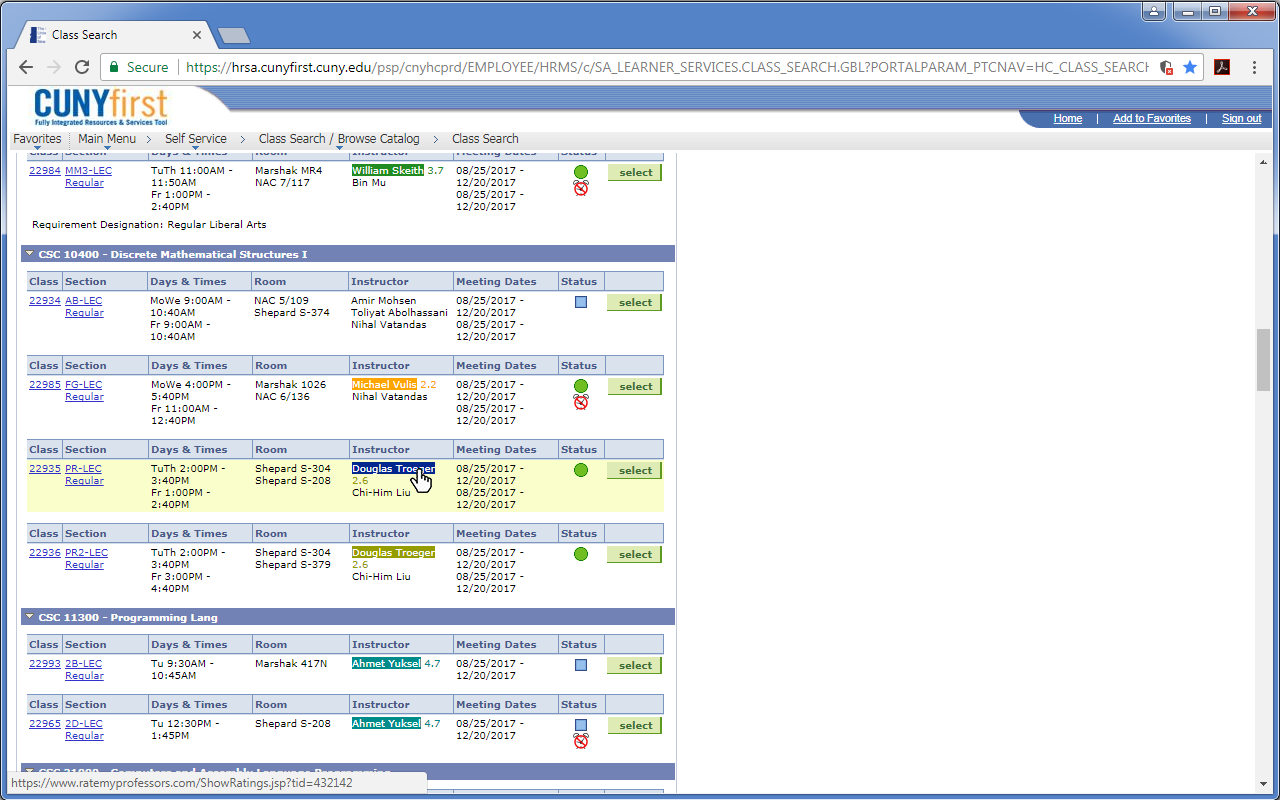 Class Search
Secure https://hrsa.cunyfirst.cuny.edu/psp/cnyhcprd/EMPLOYEE/HRMS/c/SA_LEARNER_SERVICES.CLASS_SEARCH.GBL?PORTALPARAM_PTCNAV=HC_CLASS_SEARCH
CUNYfirst
Fully Integrated Resources & Services Tool
Home | Add to Favorites | Sign out
Favorites Main Menu > Self Service > Class Search / Browse Catalog > Class Search
Class Section Days & Times Room Instructor Meeting Dates Status
22984 MM3-LEC TuTh 11:00AM - Marshak MR4 William Skeith 3.7 08/25/2017 - select
Regular 11:50AM NAC 7/117 Bin Mu 12/20/2017
Fr 1:00PM - 08/25/2017 -
2:40PM 12/20/2017
Requirement Designation: Regular Liberal Arts
CSC 10400 - Discrete Mathematical Structures I
Class Section Days & Times Room Instructor Meeting Dates Status
22934 AB-LEC MoWe 9:00AM - NAC 5/109 Amir Mohsen 08/25/2017 - select
Regular 10:40AM Shepard S-374 Toliyat Abolhassani 12/20/2017
Fr 9:00AM - Nihal Vatandas 08/25/2017 -
10:40AM 12/20/2017
Class Section Days & Times Room Instructor Meeting Dates Status
22985 FG-LEC MoWe 4:00PM - Marshak 1026 Michael Vulis 2.2 08/25/2017 - select
Regular 5:40PM NAC 6/136 Nihal Vatandas 12/20/2017
Fr 11:00AM - 08/25/2017 -
12:40PM 12/20/2017
Class Section Days & Times Room Instructor Meeting Dates Status
22935 PR-LEC TuTh 2:00PM - Shepard S-304 Douglas Troeger 08/25/2017 - select
Regular 3:40PM Shepard S-208 2.6 12/20/2017
Fr 1:00PM - Chi-Him Liu 08/25/2017 -
2:40PM 12/20/2017
Class Section Days & Times Room Instructor Meeting Dates Status
22936 PR2-LEC TuTh 2:00PM - Shepard S-304 Douglas Troeger 08/25/2017 - select
Regular 3:40PM Shepard S-379 2.6 12/20/2017
Fr 3:00PM - Chi-Him Liu 08/25/2017 -
4:40PM 12/20/2017
CSC 11300 - Programming Lang
Class Section Days & Times Room Instructor Meeting Dates Status
22993 2B-LEC Tu 9:30AM - Marshak 417N Ahmet Yuksel 4.7 08/25/2017 - select
Regular 10:45AM 12/20/2017
Class Section Days & Times Room Instructor Meeting Dates Status
22965 2D-LEC Tu 12:30PM - Shepard S-208 Ahmet Yuksel 4.7 08/25/2017 - select
Regular 1:45PM 12/20/2017
https://www.ratemyprofessors.com/ShowRatings.jsp?tid=432142